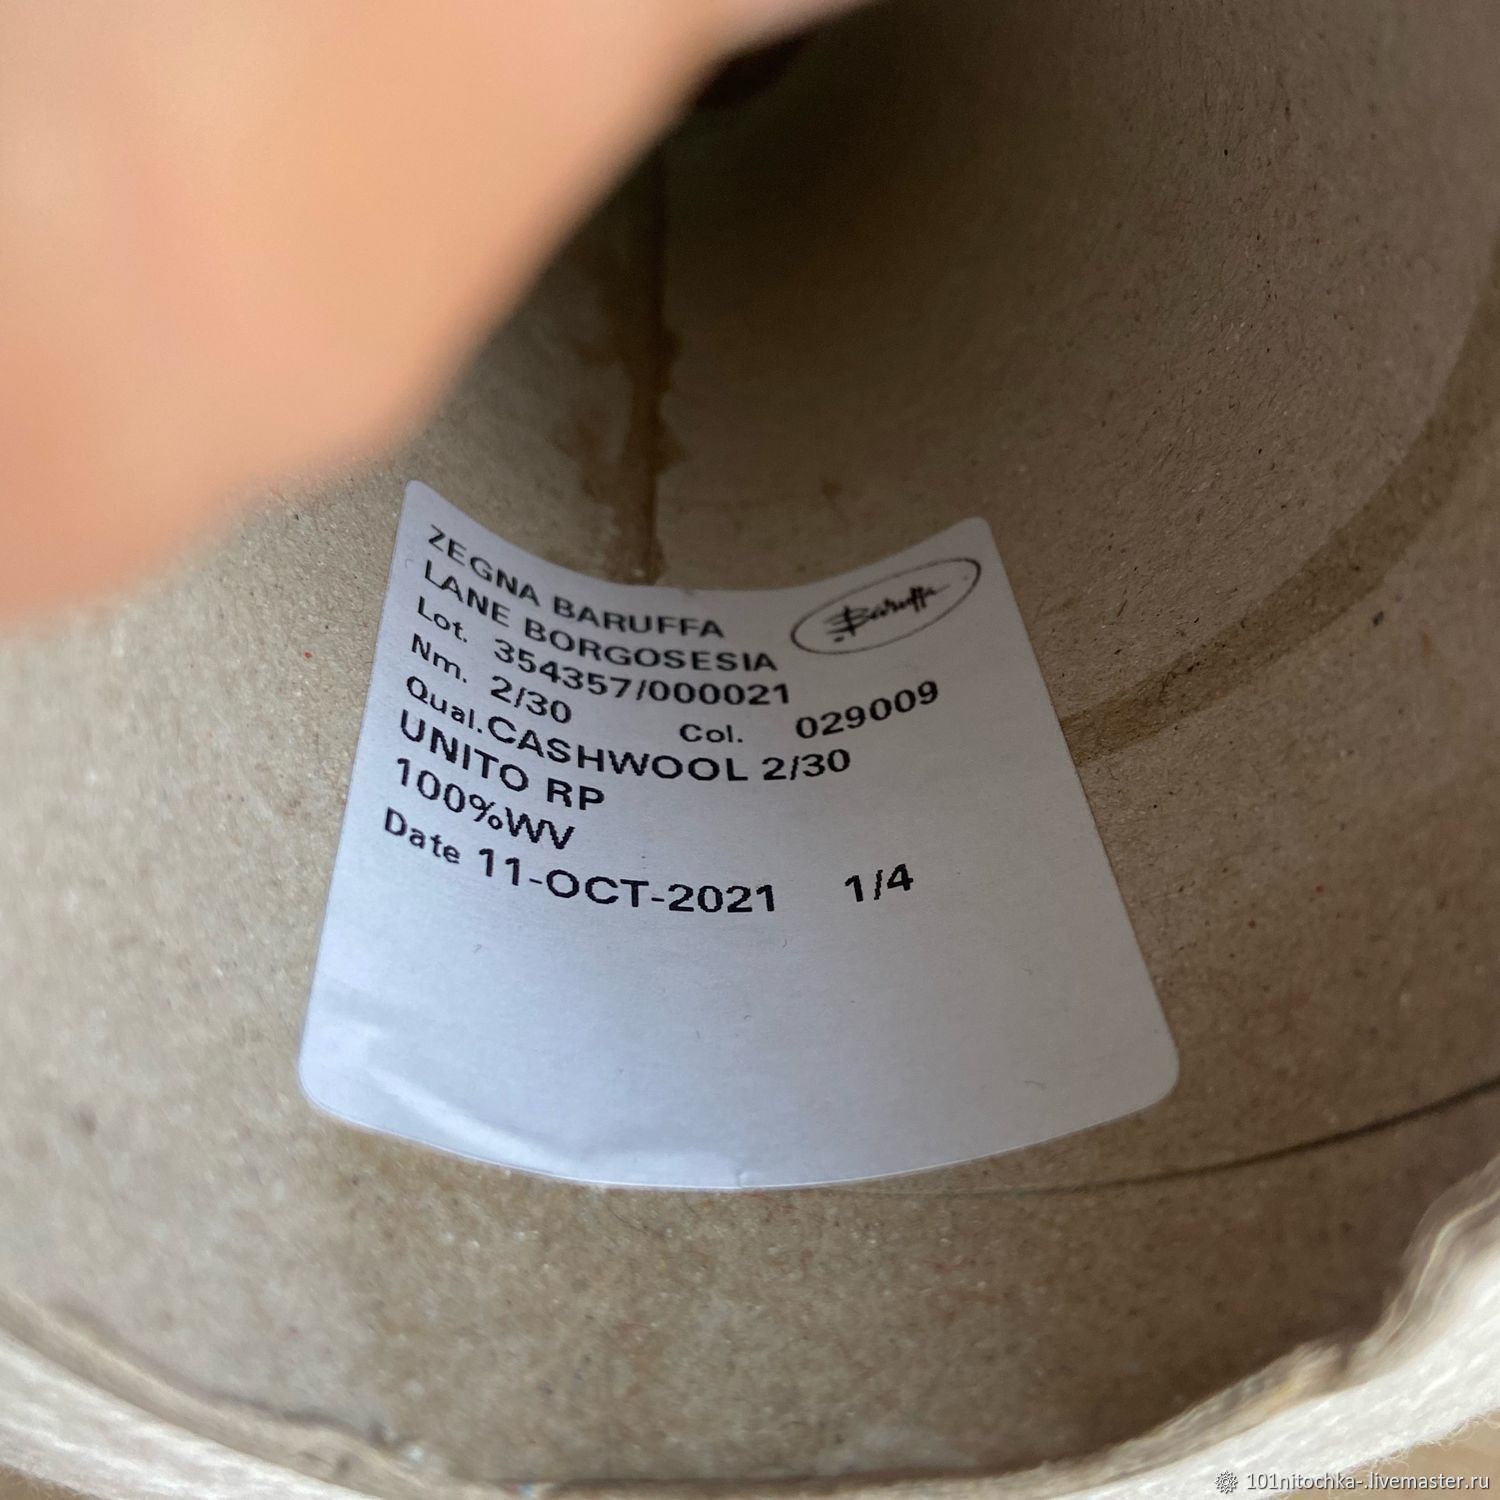 ZEGNA BARUFFA
LANE BORGOSESIA
Baruffa
Lot. 354357/000021
Nm. 2/30 Col. 029009
Qual.CASHWOOL 2/30
UNITO RP
100%WV
Date 11-OCT-2021 1/4
101nitochka-.livemaster.ru